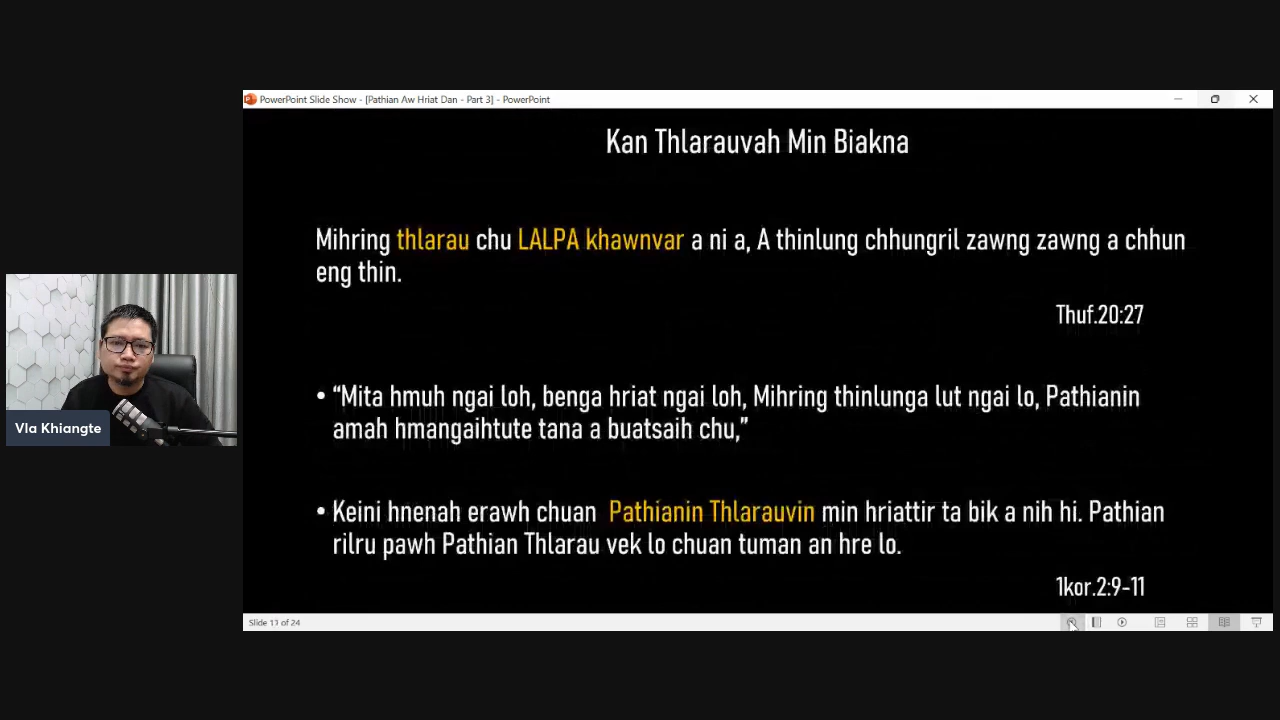 PowerPoint Slide Show - [Pathian Aw Hriat Dan - Part 3] - PowerPoint
Kan Thlarauvah Min Biakna
Mihring thlarau chu LALPA khawnvar a ni a, A thinlung chhungril zawng zawng a chhun
eng thin.
Thuf.20:27
• “Mita hmuh ngai loh, benga hriat ngai loh, Mihring thinlunga lut ngai lo, Pathianin
amah hmangaihtute tana a buatsaih chu,”
• Keini hnenah erawh chuan Pathianin Thlarauvin min hriattir ta bik a nih hi. Pathian
rilru pawh Pathian Thlarau vek lo chuan tuman an hre lo.
1kor.2:9-11
Vla Khiangte
Slide 11 of 24